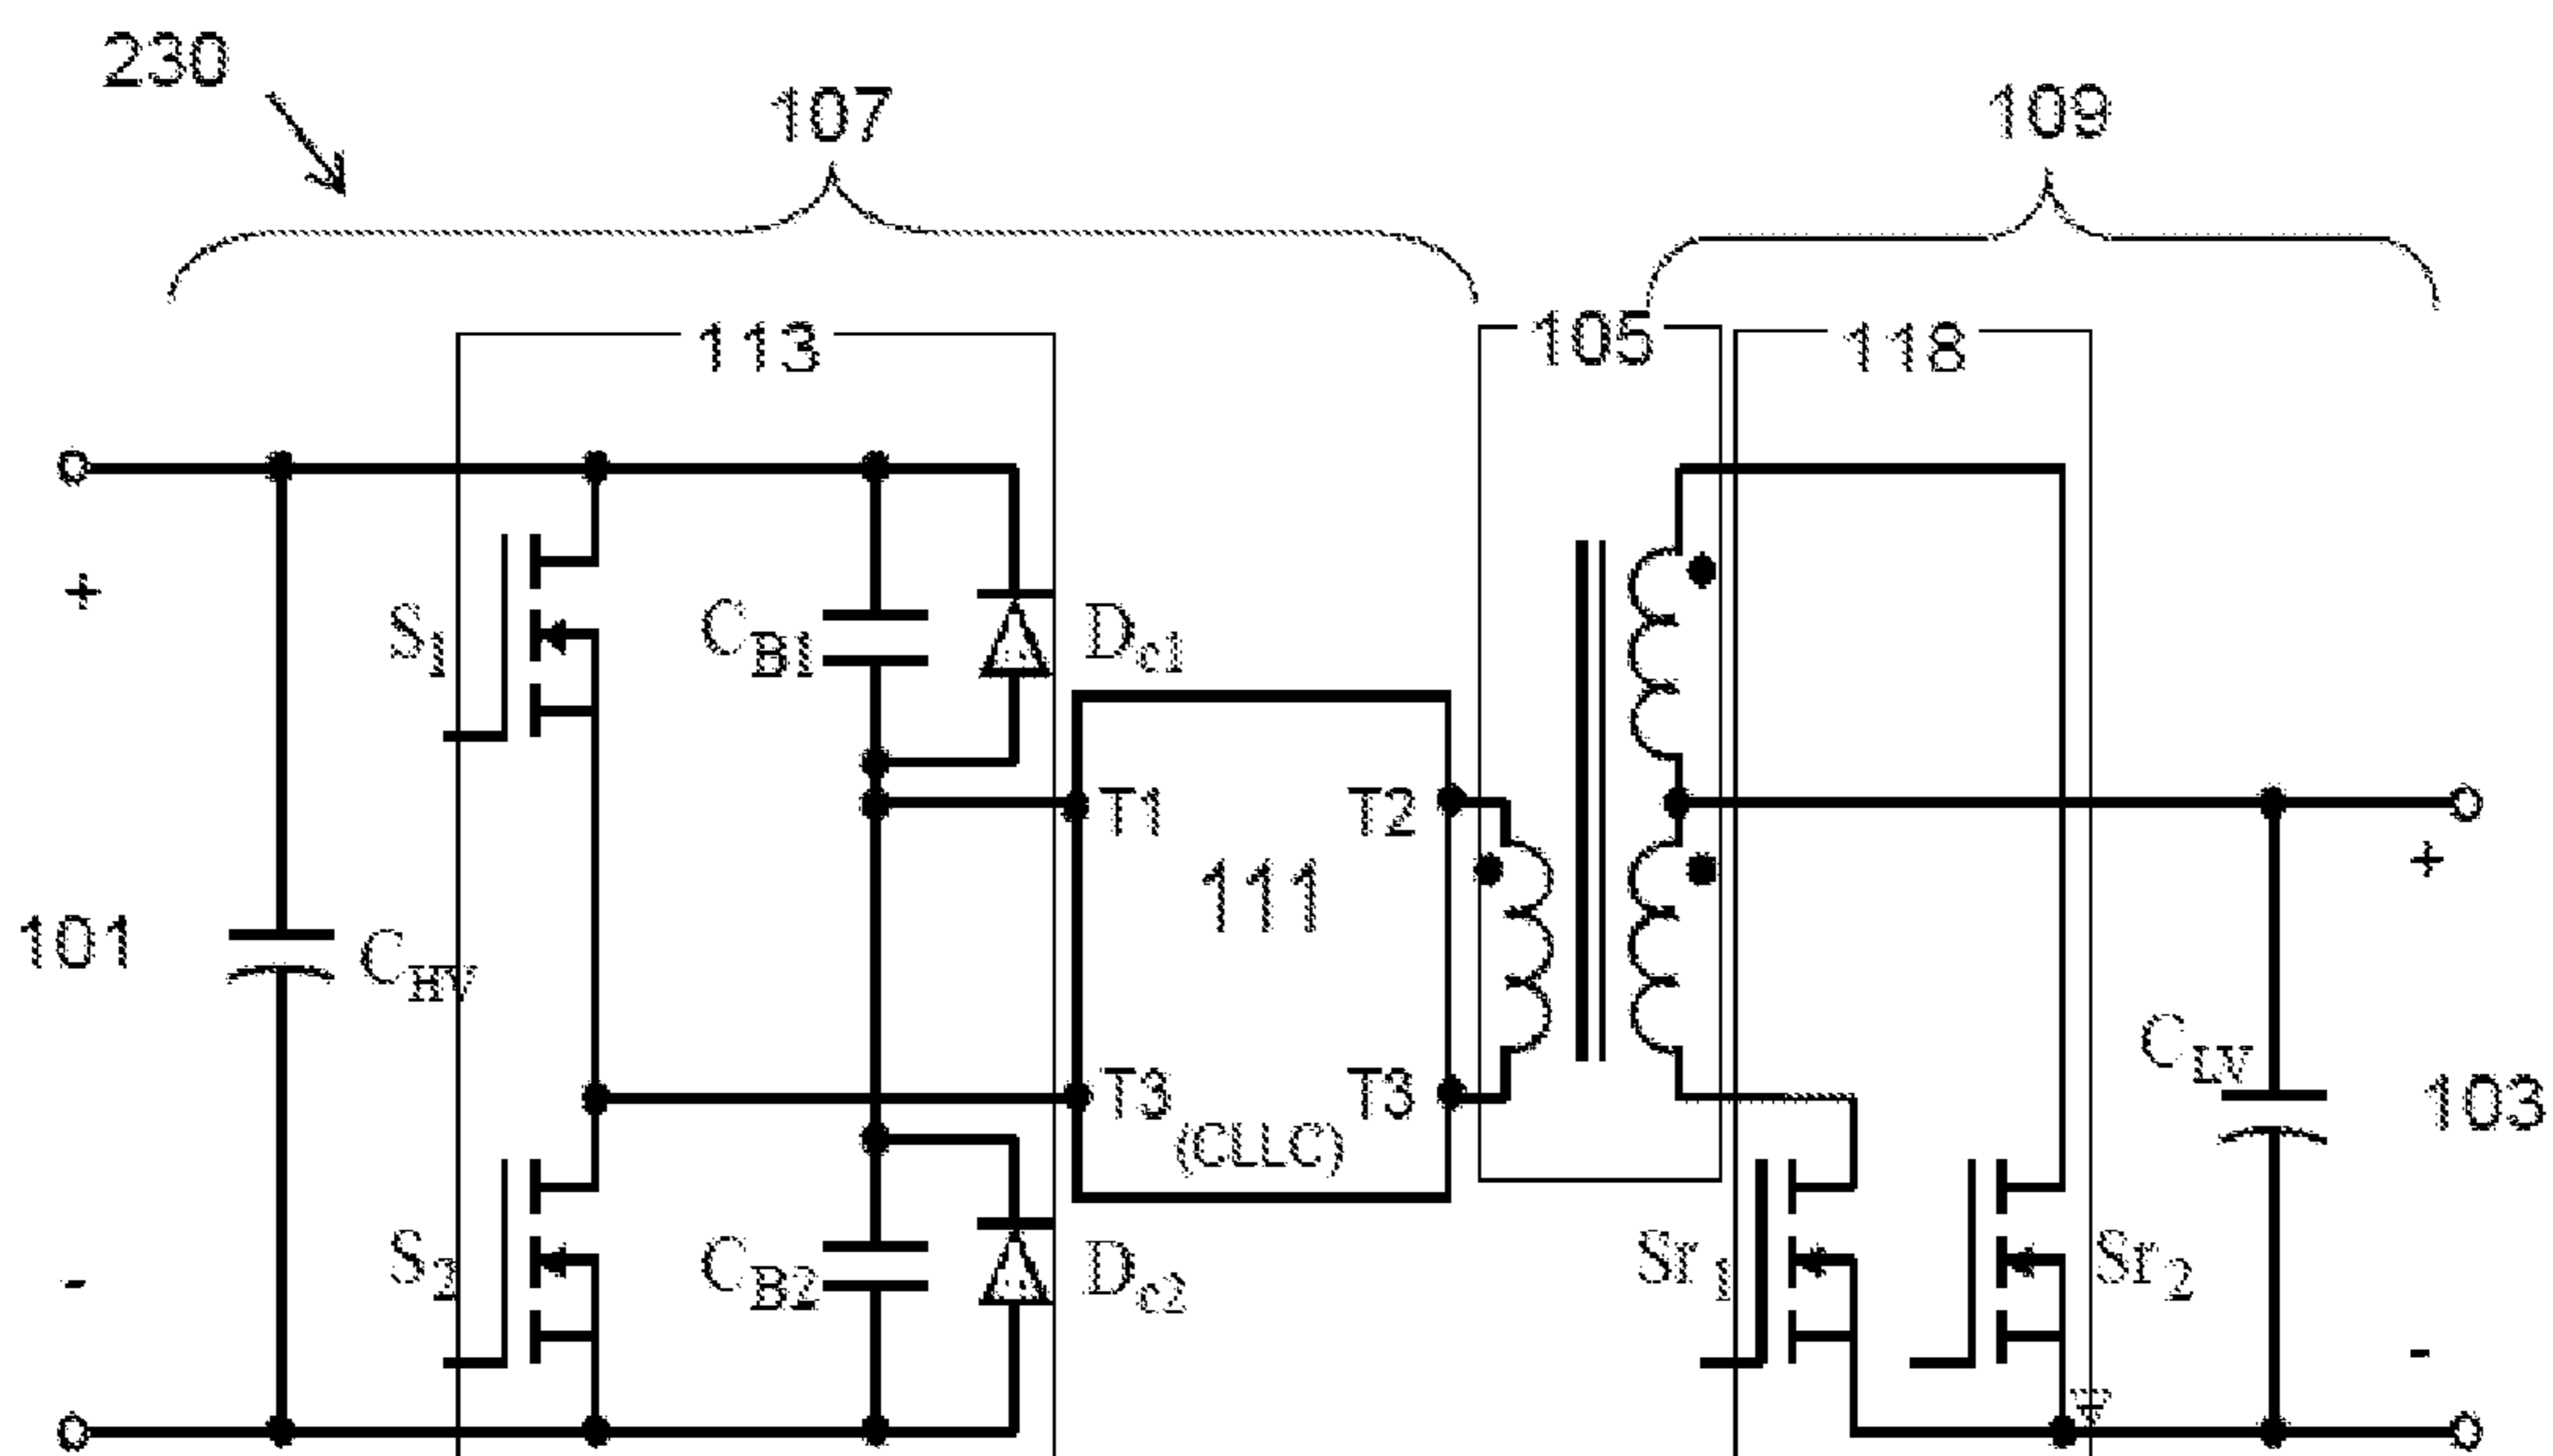 230
107
109
113
105
118
+
S1
CB1
Dc1
T1
T2
111
+
101
CHV
T3
T3
(CLLC)
CLV
103
-
S2
CB2
Dc2
Sr1
Sr2
-